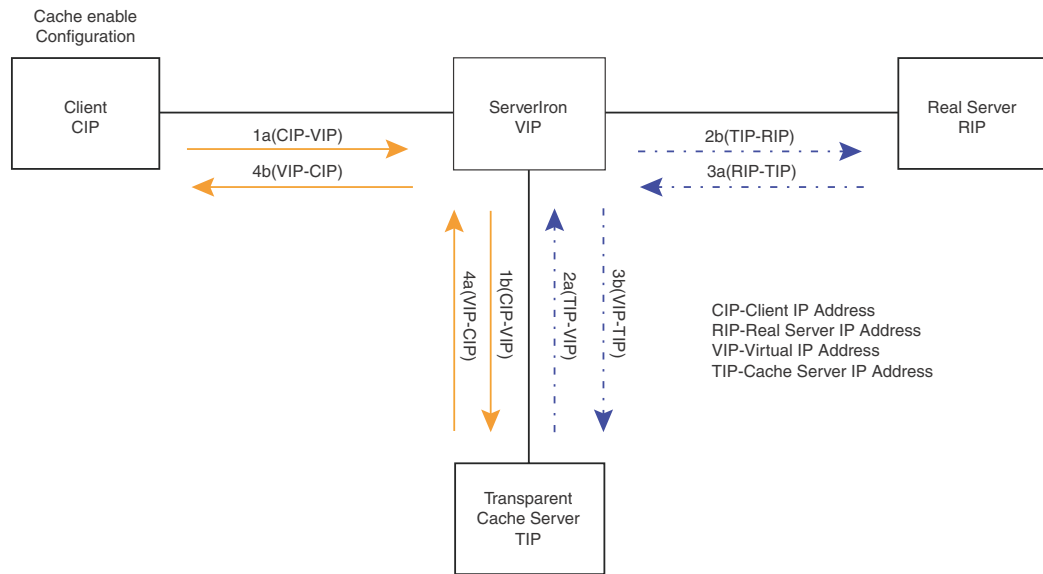 Cache enable
Configuration
Client
CIP
ServerIron
VIP
Real Server
RIP
1a(CIP-VIP)
4b(VIP-CIP)
2b(TIP-RIP)
3a(RIP-TIP)
4a(VIP-CIP)
1b(CIP-VIP)
2a(TIP-VIP)
3b(VIP-TIP)
CIP-Client IP Address
RIP-Real Server IP Address
VIP-Virtual IP Address
TIP-Cache Server IP Address
Transparent
Cache Server
TIP